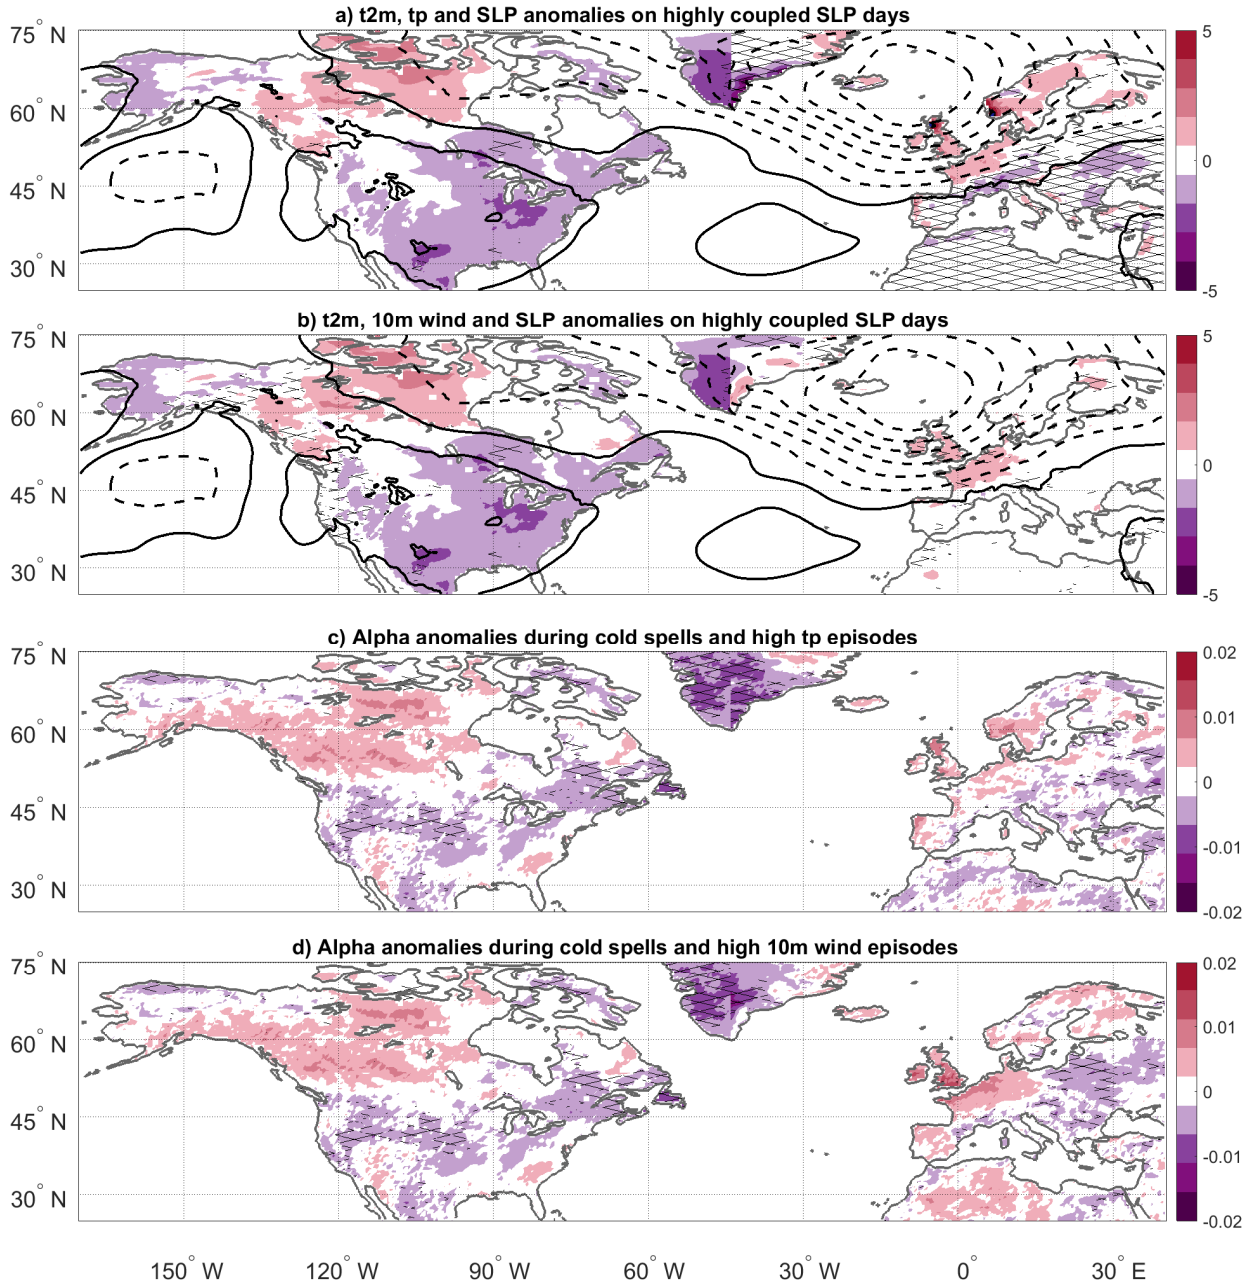 a) t2m, tp and SLP anomalies on highly coupled SLP days
75° N
60° N
45° N
30° N
5
0
-5
b) t2m, 10m wind and SLP anomalies on highly coupled SLP days
75° N
60° N
45° N
30° N
5
0
-5
c) Alpha anomalies during cold spells and high tp episodes
75° N
60° N
45° N
30° N
0.02
0.01
0
-0.01
-0.02
d) Alpha anomalies during cold spells and high 10m wind episodes
75° N
60° N
45° N
30° N
0.02
0.01
0
-0.01
-0.02
150° W 120° W 90° W 60° W 30° W 0° 30° E